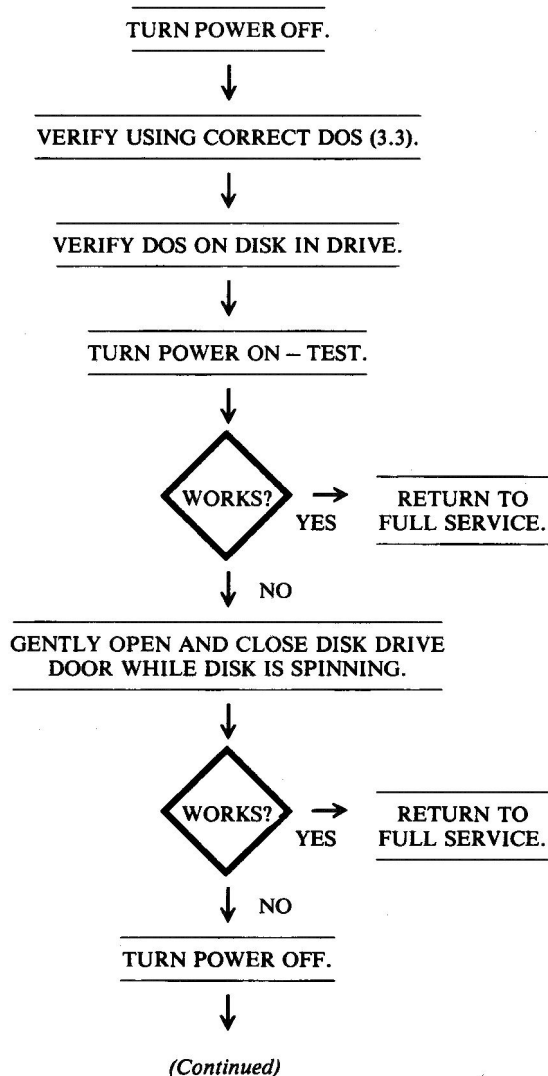 TURN POWER OFF.
VERIFY USING CORRECT DOS (3.3).
VERIFY DOS ON DISK IN DRIVE.
TURN POWER ON – TEST.
WORKS?
YES
RETURN TO
FULL SERVICE.
NO
GENTLY OPEN AND CLOSE DISK DRIVE
DOOR WHILE DISK IS SPINNING.
WORKS?
YES
RETURN TO
FULL SERVICE.
NO
TURN POWER OFF.
(Continued)